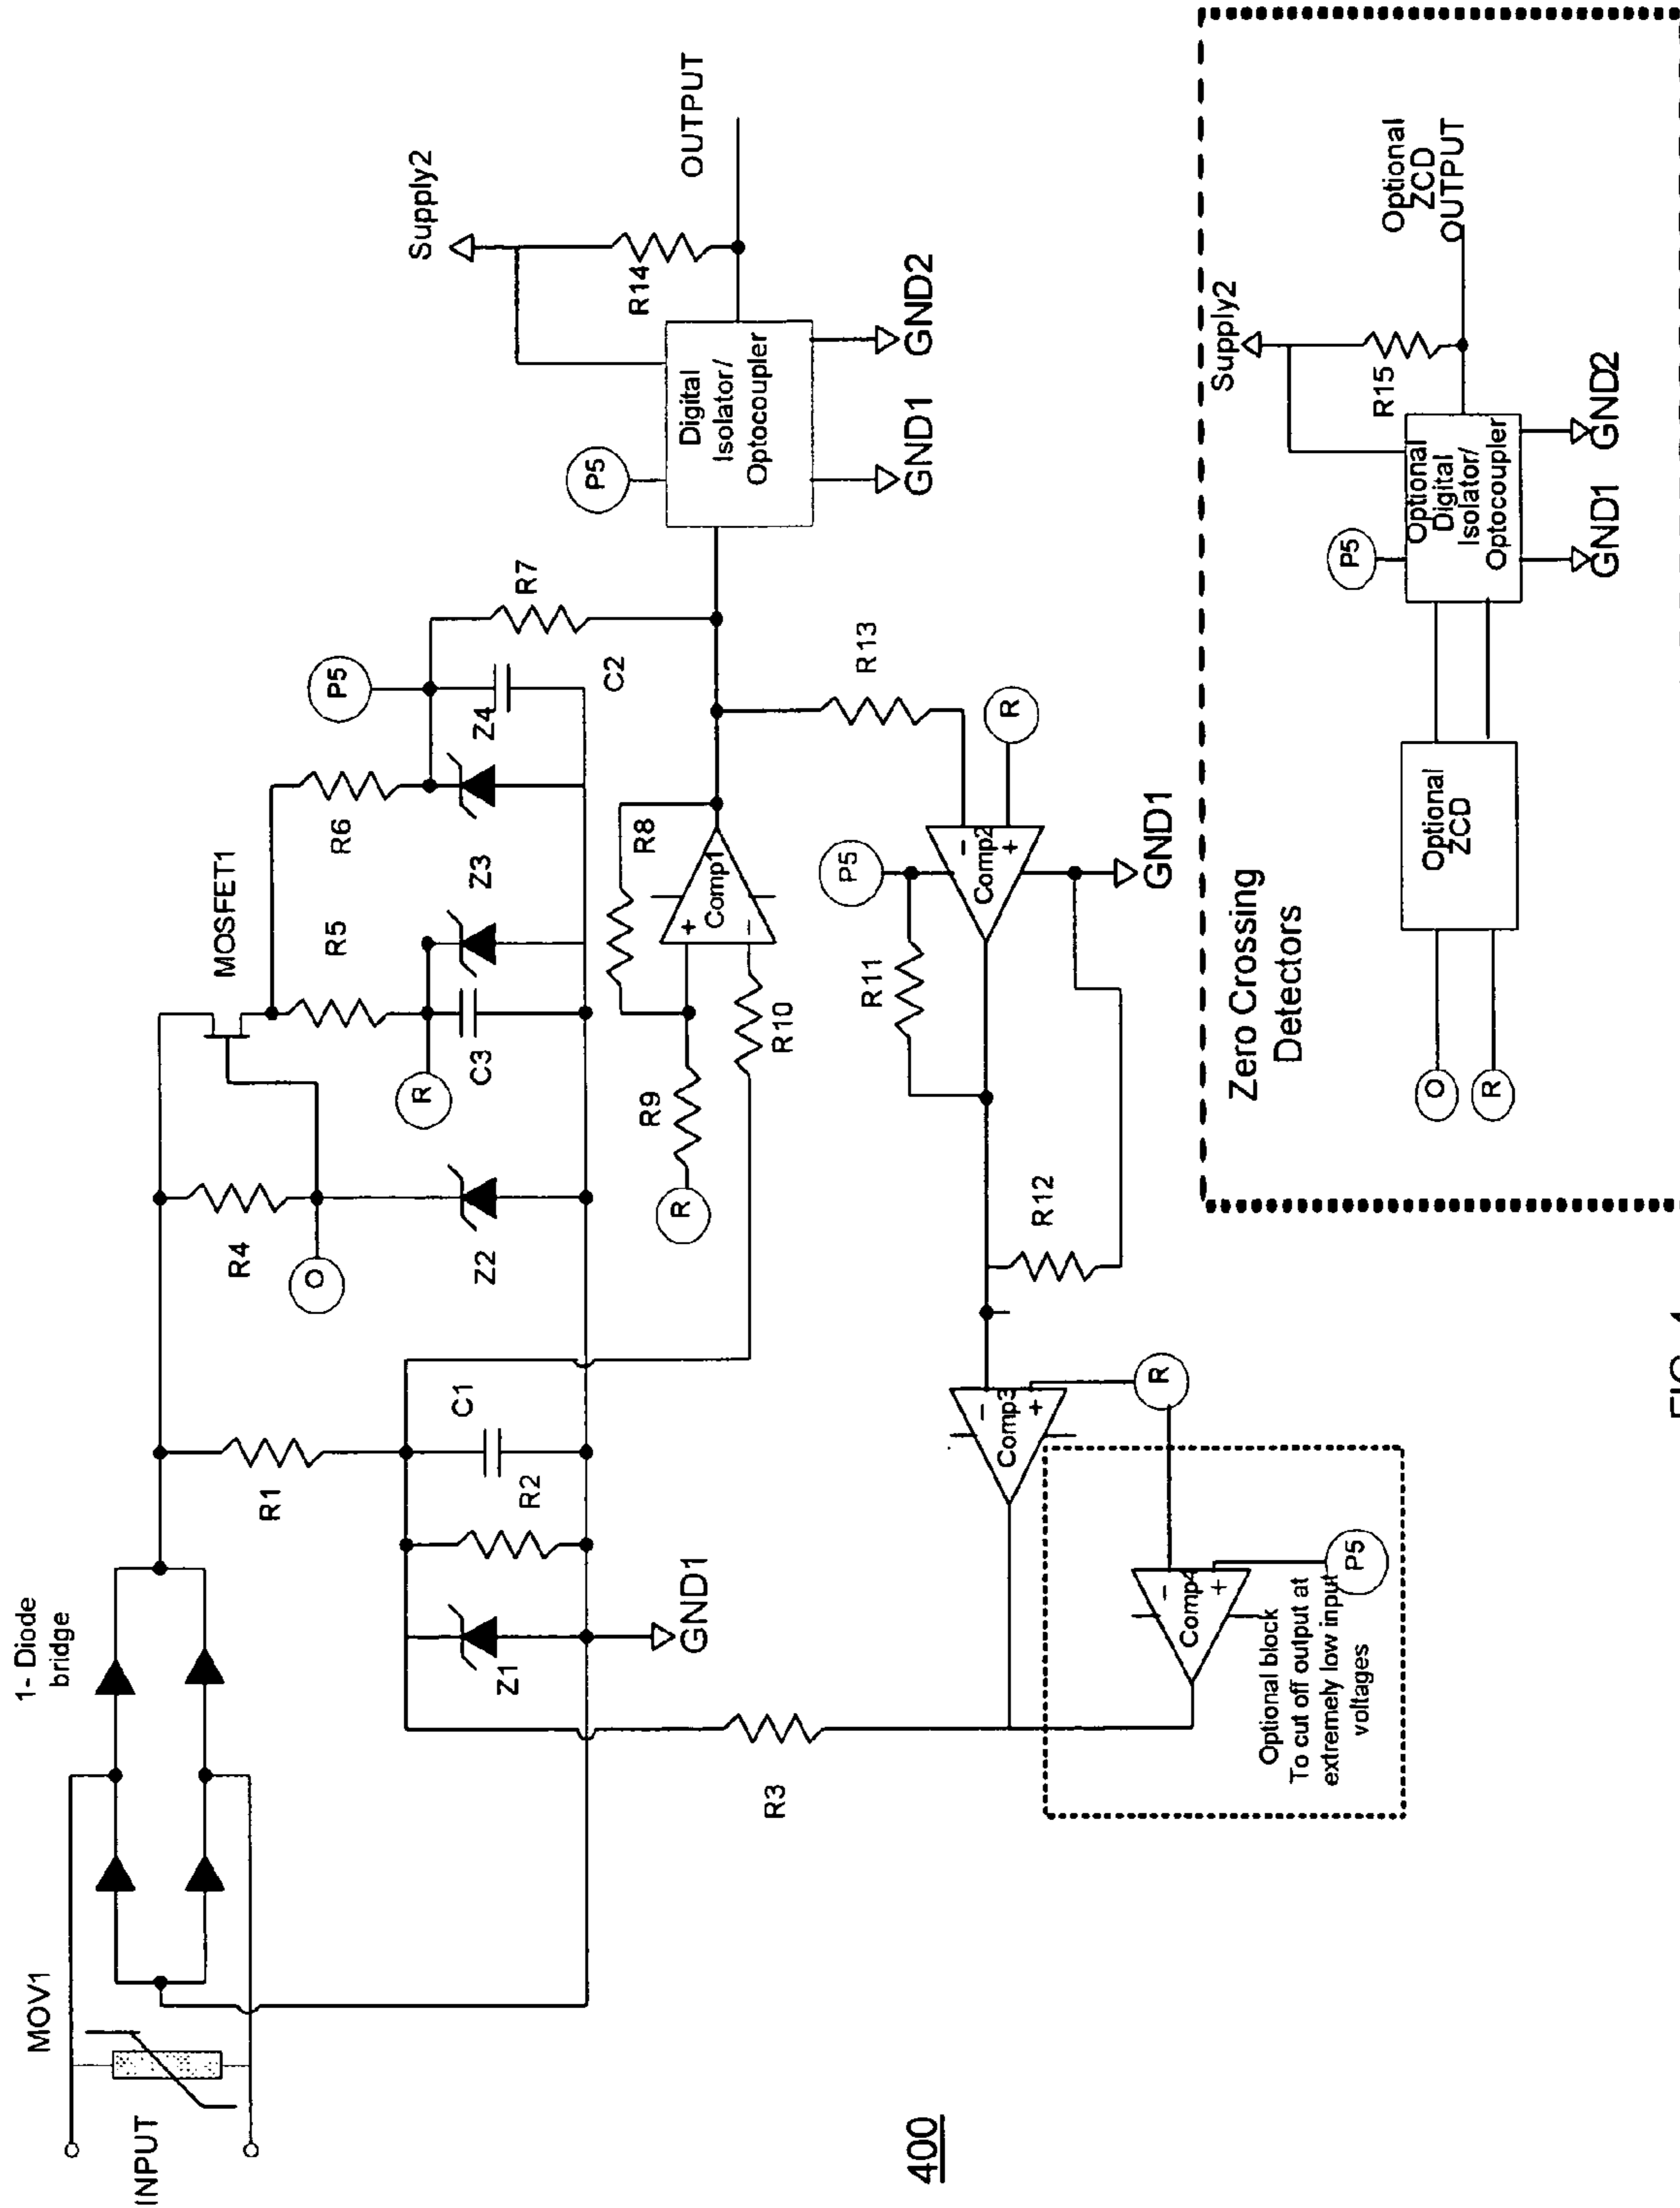 MOV1
INPUT
1- Diode
bridge
R1
R4
O
Z2
MOSFET1
R5
R
C3
Z3
R6
P5
Z4
C2
R7
Z1
R2
C1
GND1
R9
R
R10
R8
+
−
Comp1
P5
Digital
Isolator/
Optocoupler
GND1
GND2
Supply2
R14
OUTPUT
R13
R
P5
−
+
Comp2
GND1
R11
R12
−
+
Comp3
R
R3
−
+
Comp4
P5
Optional block
To cut off output at
extremely low input
voltages
400
Zero Crossing
Detectors
O
R
Optional
ZCD
P5
Optional
Digital
Isolator/
Optocoupler
GND1
GND2
Supply2
R15
Optional
ZCD
OUTPUT